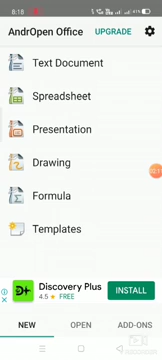 8:18
AndrOpen Office UPGRADE
Text Document
Spreadsheet
Presentation
Drawing
Formula
Templates
Discovery Plus
4.5 ★ FREE
INSTALL
NEW OPEN ADD-ONS